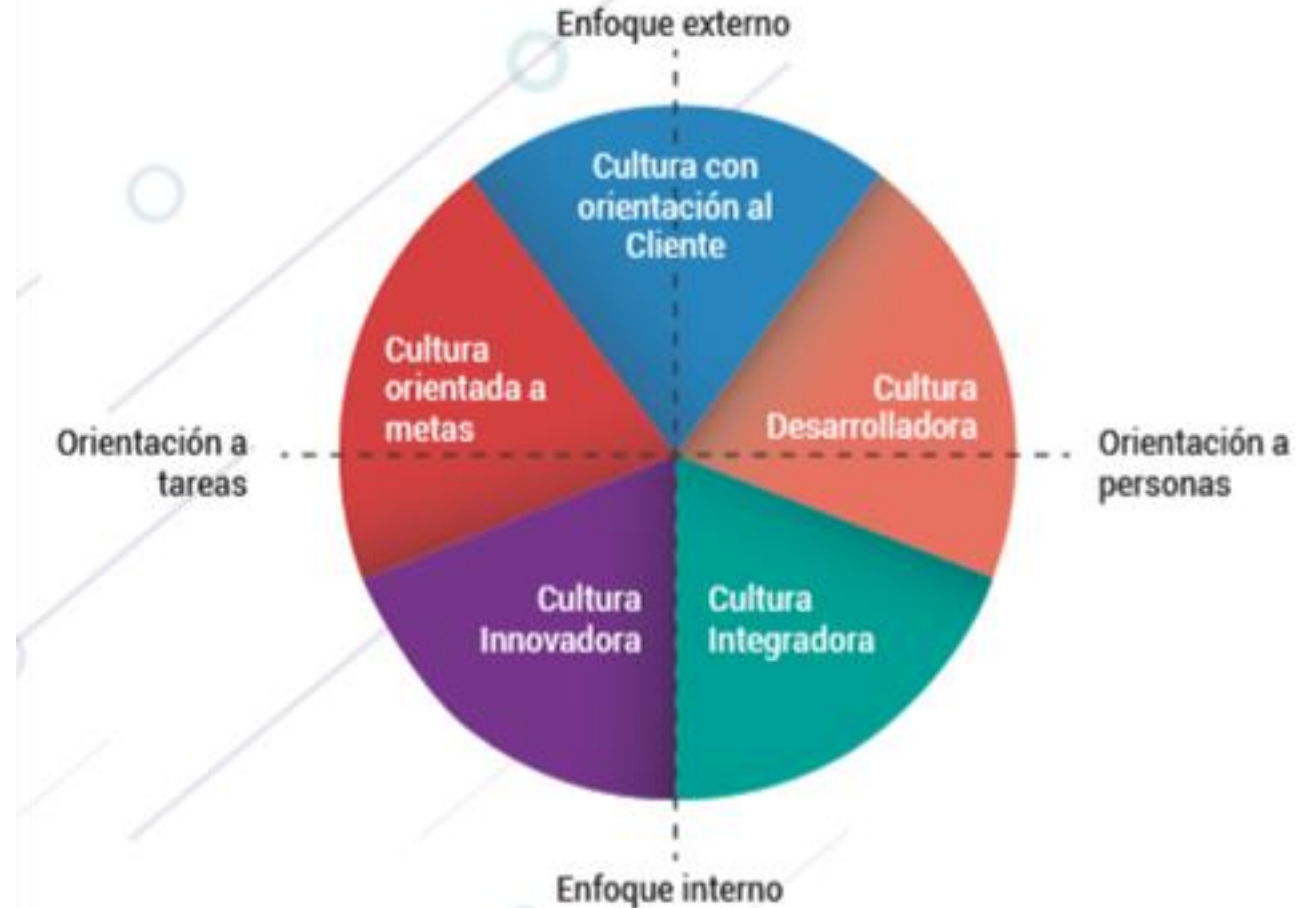 Enfoque externo
Cultura con
orientación al
Cliente
Cultura
orientada a
metas
Cultura
Desarrolladora
Orientación a
tareas
Orientación a
personas
Cultura
Innovadora
Cultura
Integradora
Enfoque interno